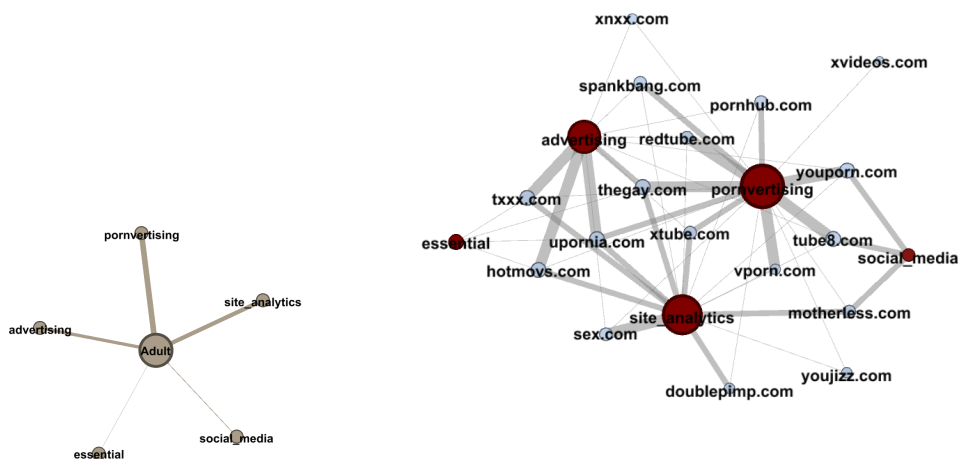 pornvertising
site_analytics
advertising
Adult
social_media
essential
xnxx.com
xvideos.com
spankbang.com
pornhub.com
advertising
redtube.com
youporn.com
thegay.com
pornvertising
txxx.com
essential
upornia.com
xtube.com
tube8.com
social_media
hotmovs.com
vporn.com
site_analytics
motherless.com
sex.com
youjizz.com
doublepimp.com